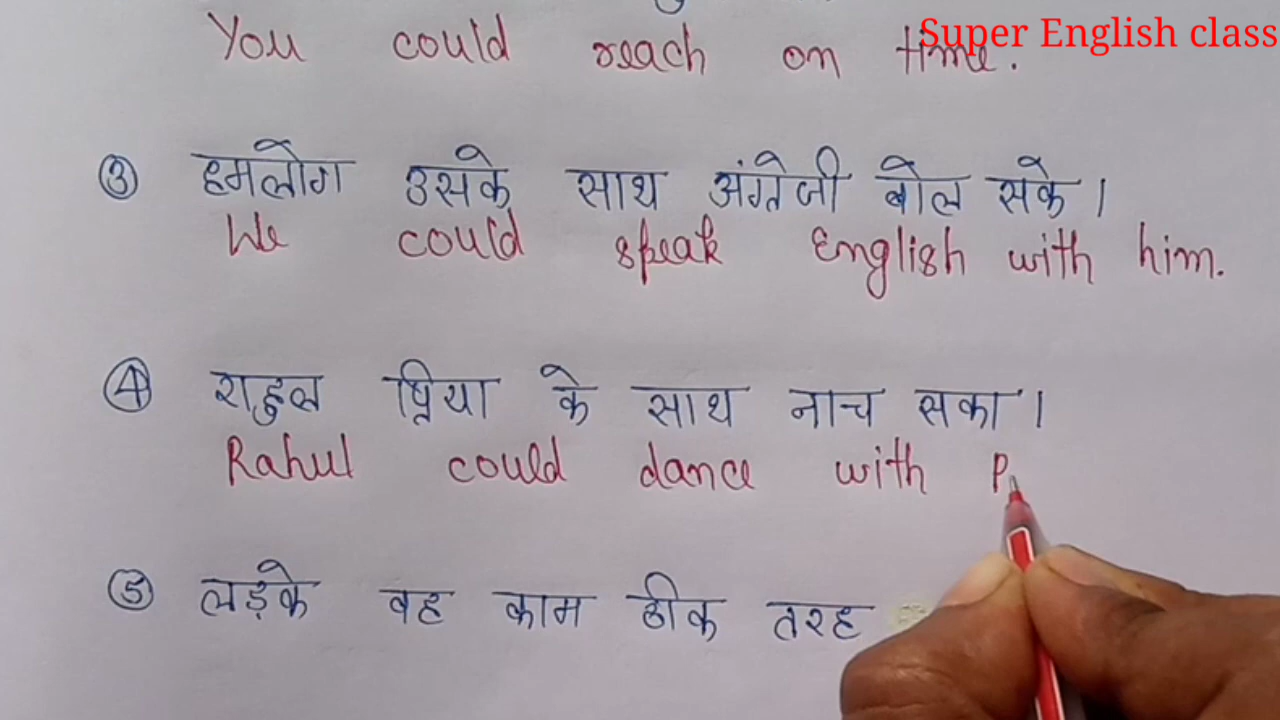 Super English class
You could reach on time.
③ हमलोग उसके साथ अंग्रेजी बोल सके।
We could speak English with him.
④ राहुल प्रिया के साथ नाच सका।
Rahul could dance with P
⑤ लड़के वह काम ठीक तरह